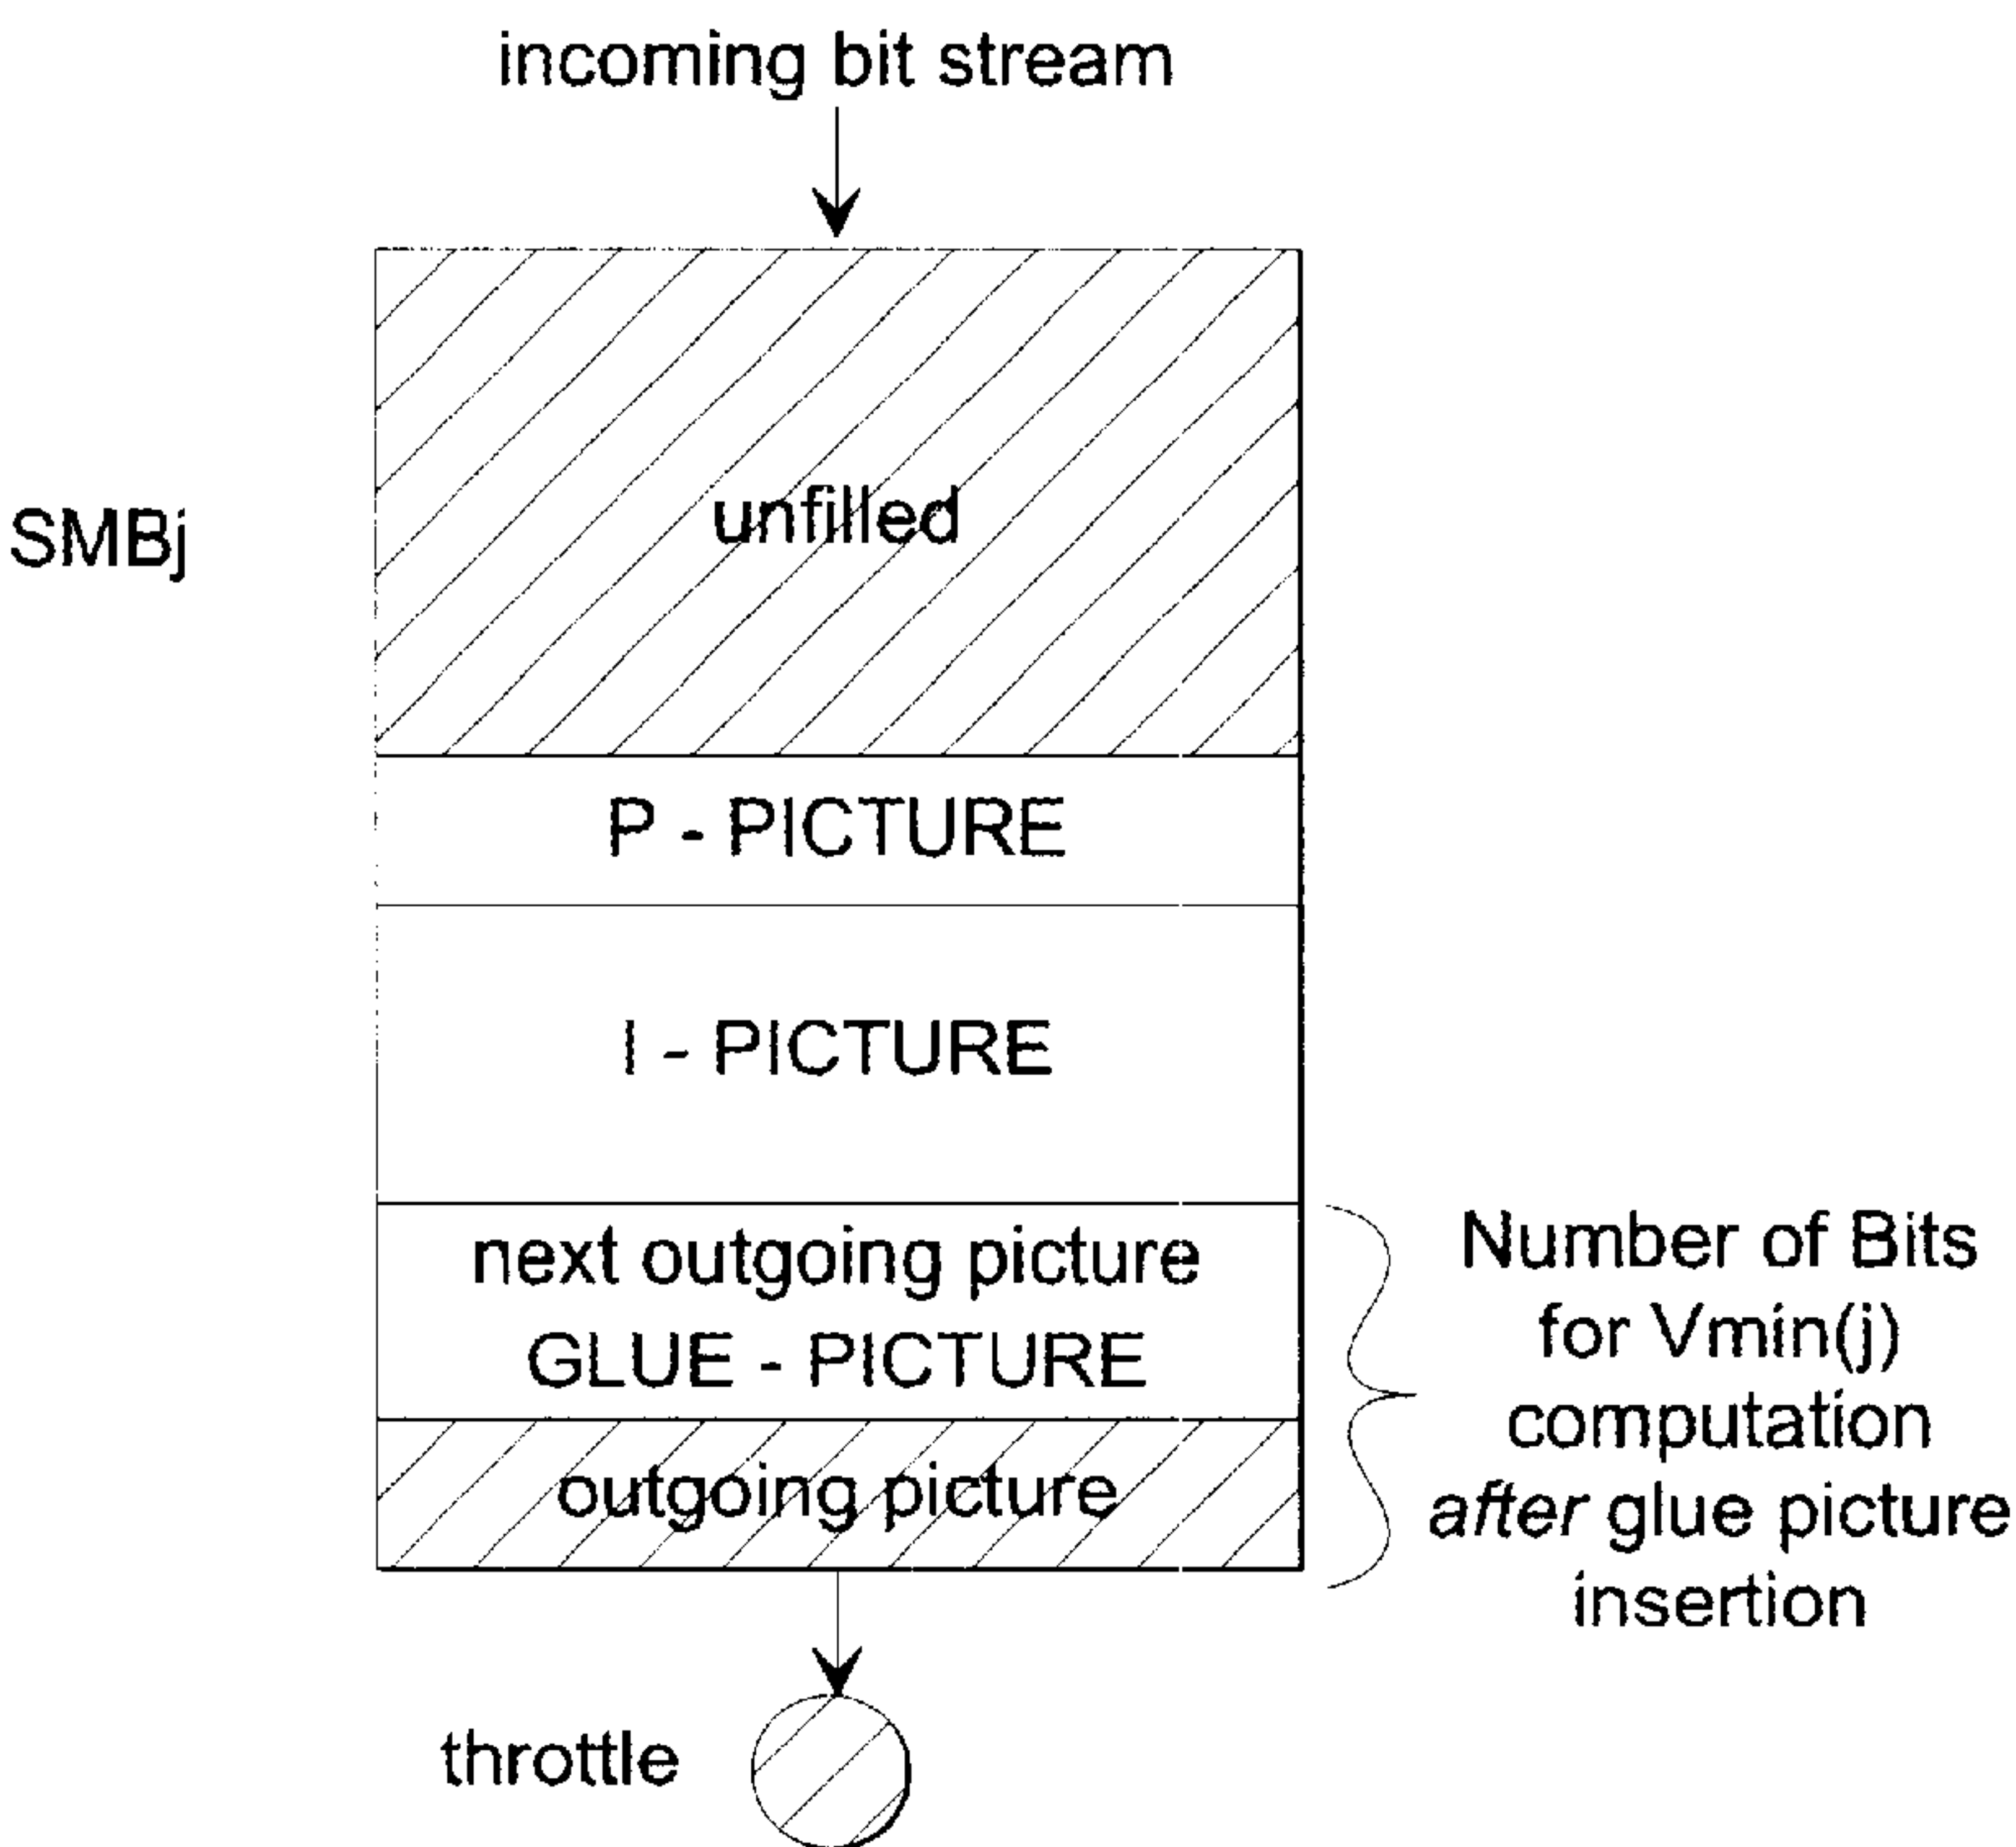 incoming bit stream
SMBj
unfilled
P - PICTURE
I - PICTURE
next outgoing picture
GLUE - PICTURE
outgoing picture
Number of Bits
for Vmin(j)
computation
after glue picture
insertion
throttle